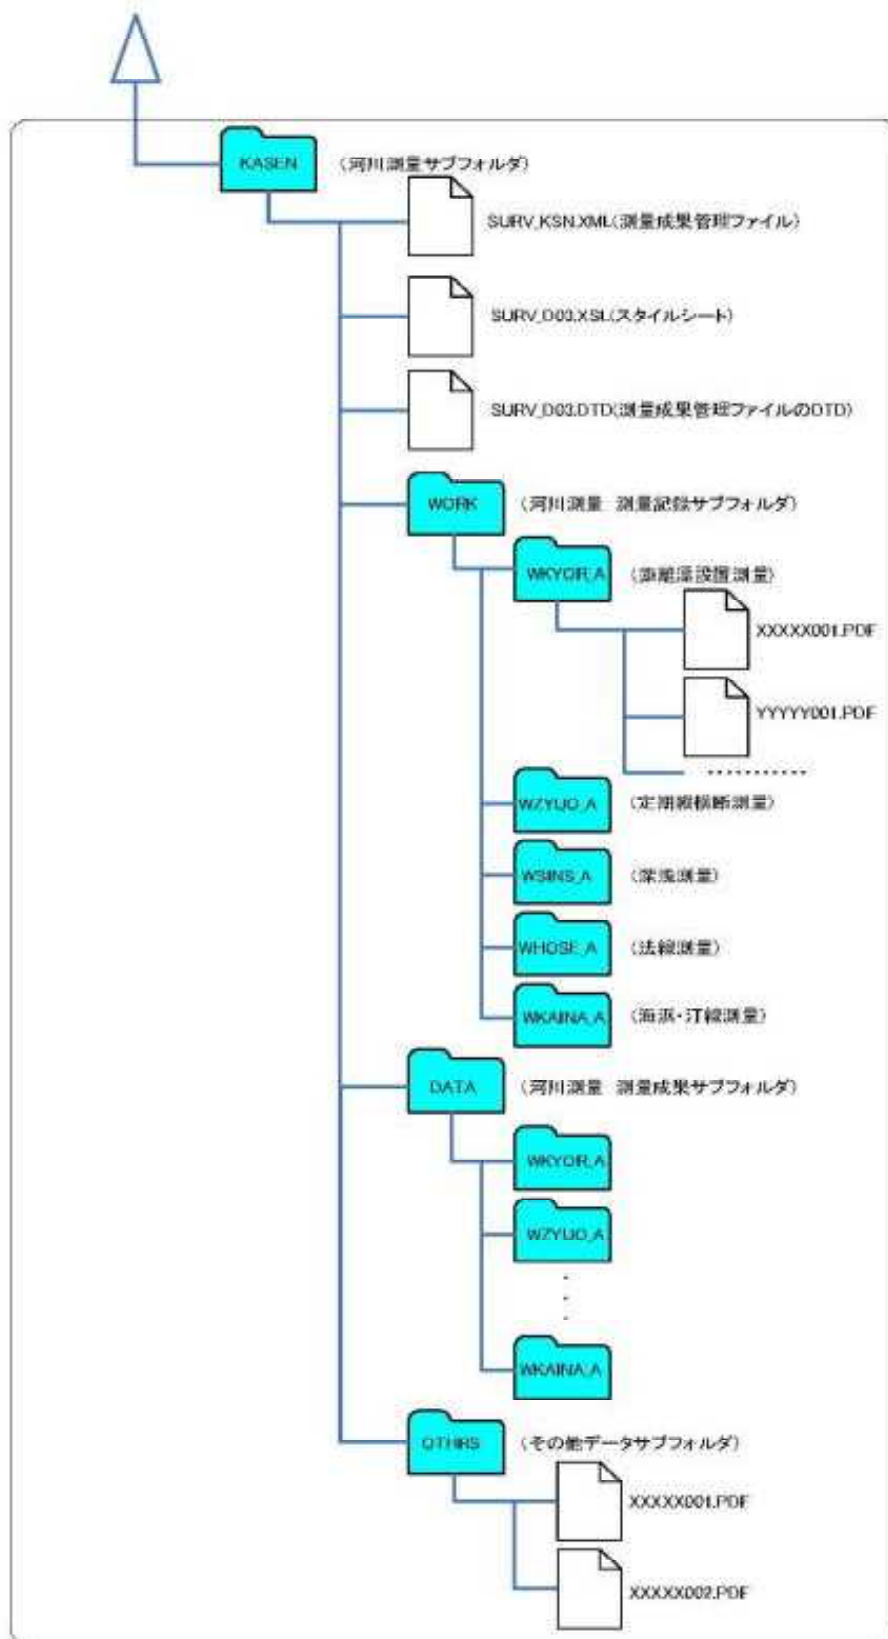 KASEN (河川測量サブフォルダ)
SURV_KSN.XML(測量成果管理ファイル)
SURV_D03.XSL(スタイルシート)
SURV_D03.DTD(測量成果管理ファイルのDTD)
WORK (河川測量 測量記録サブフォルダ)
WKYOR_A (距離標設置測量)
XXXXX001.PDF
YYYYY001.PDF
WZYUO_A (定期縦横断測量)
WSINS_A (深浅測量)
WHOSE_A (法線測量)
WKAINA_A (海浜・汀線測量)
DATA (河川測量 測量成果サブフォルダ)
WKYOR_A
WZYUO_A
WKAINA_A
OTHRS (その他データサブフォルダ)
XXXXX001.PDF
XXXXX002.PDF